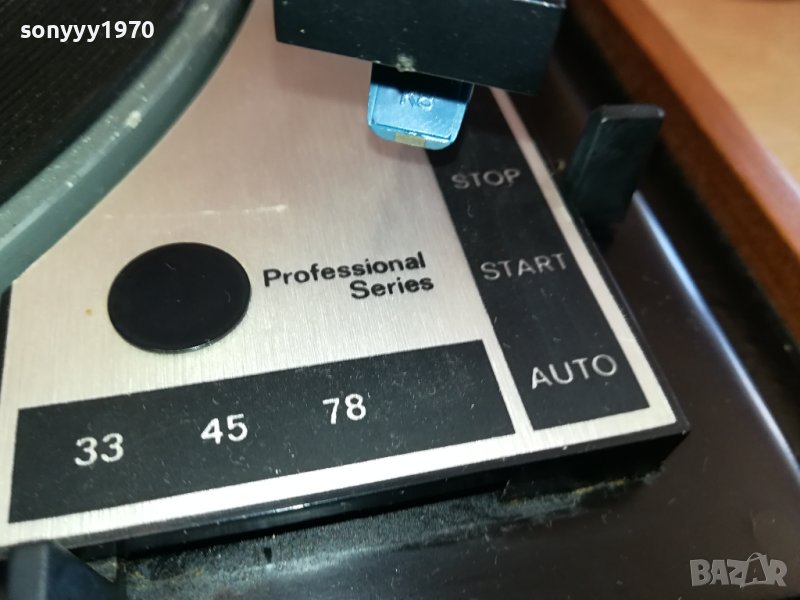 sonyyy1970
STOP
Professional
Series
START
AUTO
33 45 78
BAZAR